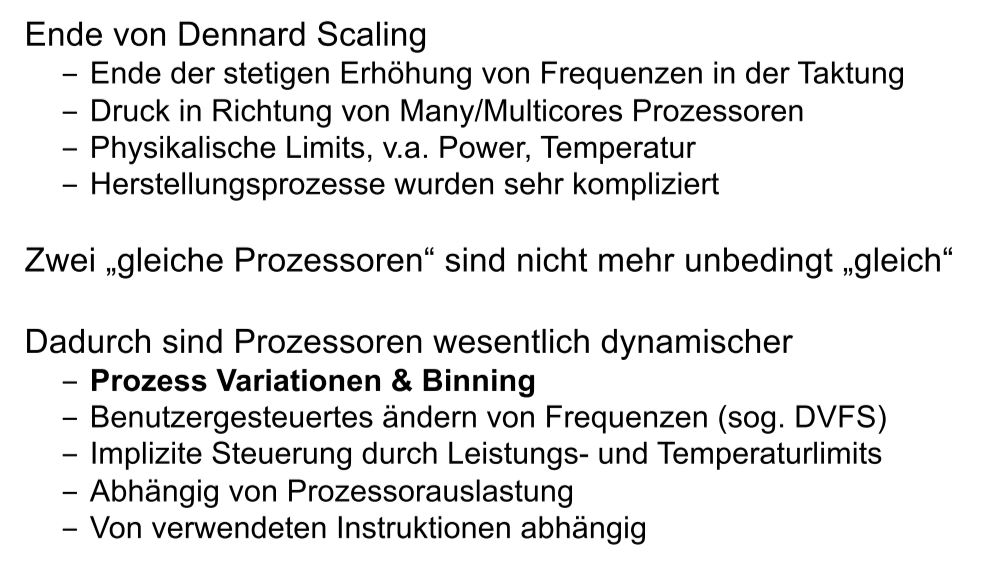 Ende von Dennard Scaling
– Ende der stetigen Erhöhung von Frequenzen in der Taktung
– Druck in Richtung von Many/Multicores Prozessoren
– Physikalische Limits, v.a. Power, Temperatur
– Herstellungsprozesse wurden sehr kompliziert
Zwei „gleiche Prozessoren“ sind nicht mehr unbedingt „gleich“
Dadurch sind Prozessoren wesentlich dynamischer
– Prozess Variationen & Binning
– Benutzergesteuertes ändern von Frequenzen (sog. DVFS)
– Implizite Steuerung durch Leistungs- und Temperaturlimits
– Abhängig von Prozessorauslastung
– Von verwendeten Instruktionen abhängig